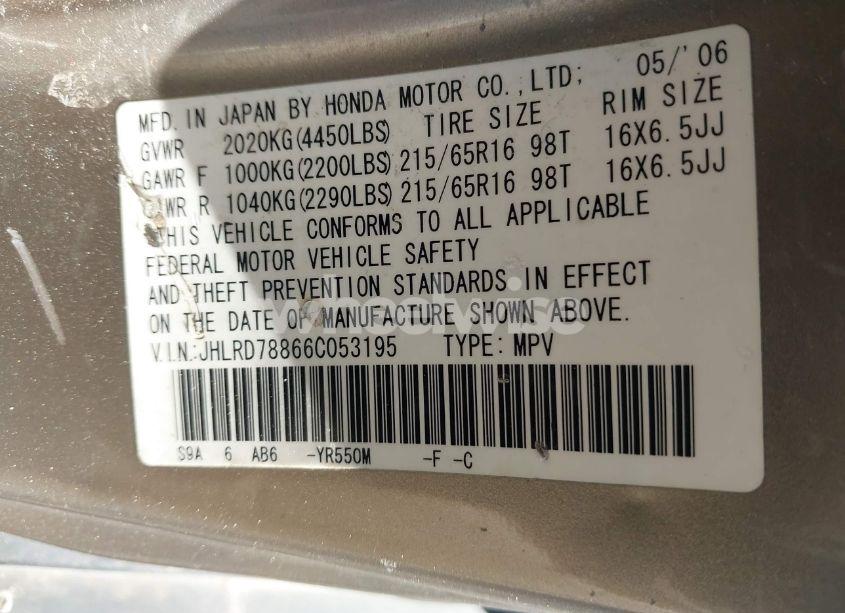 MFD. IN JAPAN BY HONDA MOTOR CO.,LTD; 05/'06
GVWR 2020KG(4450LBS) TIRE SIZE RIM SIZE
GAWR F 1000KG(2200LBS) 215/65R16 98T 16X6.5JJ
GAWR R 1040KG(2290LBS) 215/65R16 98T 16X6.5JJ
THIS VEHICLE CONFORMS TO ALL APPLICABLE
FEDERAL MOTOR VEHICLE SAFETY
AND THEFT PREVENTION STANDARDS IN EFFECT
ON THE DATE OF MANUFACTURE SHOWN ABOVE.
V.I.N.:JHLRD78866C053195 TYPE: MPV
S9A 6 AB6 -YR550M -F -C